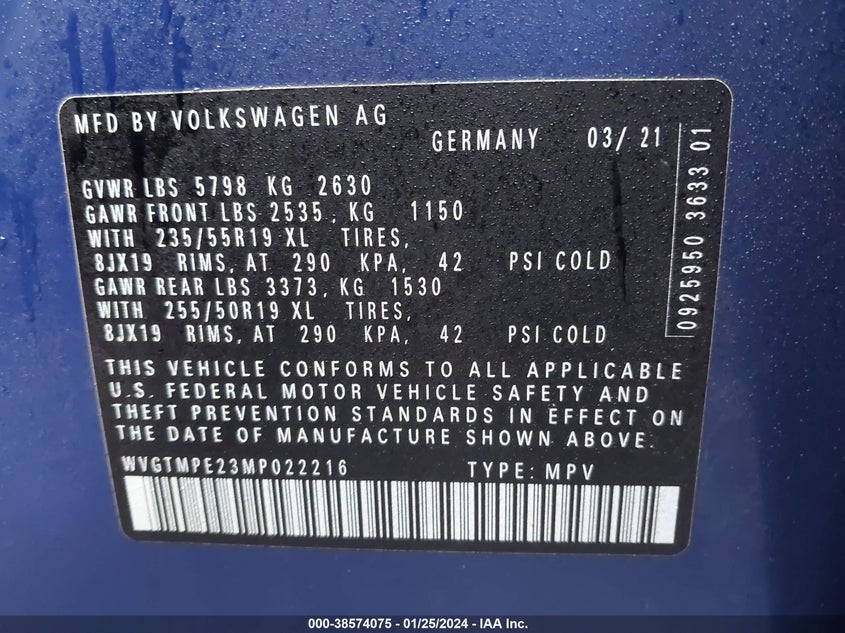 MFD BY VOLKSWAGEN AG
GERMANY 03/ 21
GVWR LBS 5798 KG 2630
GAWR FRONT LBS 2535, KG 1150
WITH 235/55R19 XL TIRES,
8JX19 RIMS, AT 290 KPA, 42 PSI COLD
GAWR REAR LBS 3373, KG 1530
WITH 255/50R19 XL TIRES,
8JX19 RIMS, AT 290 KPA, 42 PSI COLD
THIS VEHICLE CONFORMS TO ALL APPLICABLE
U.S. FEDERAL MOTOR VEHICLE SAFETY AND
THEFT PREVENTION STANDARDS IN EFFECT ON
THE DATE OF MANUFACTURE SHOWN ABOVE.
WVGTMPE23MP022216 TYPE: MPV
0925950 3633 01
000-38574075 - 01/25/2024 - IAA Inc.